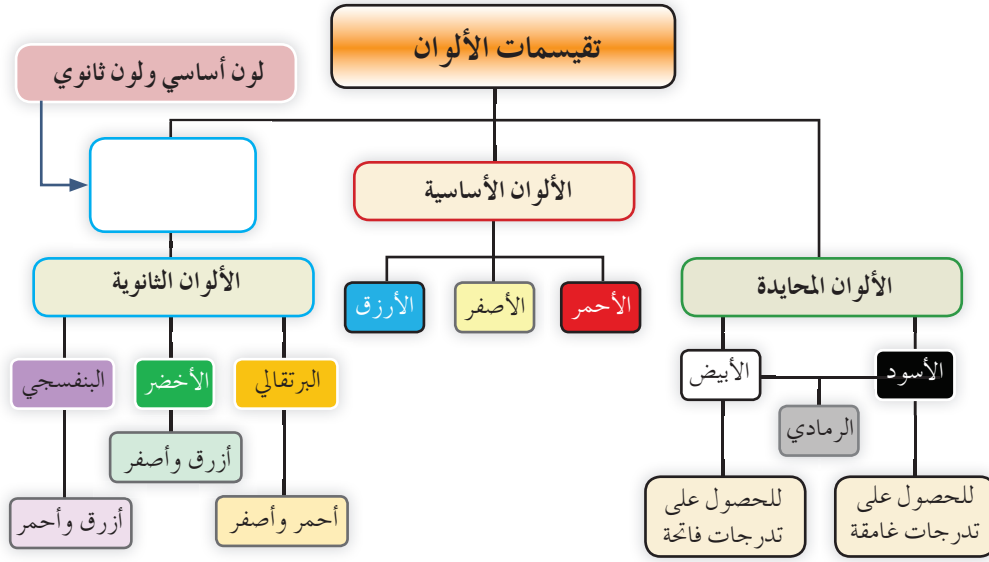 تقيسمات الألوان
لون أساسي ولون ثانوي
الألوان الأساسية
الأحمر
الأصفر
الأزرق
الألوان المحايدة
الأسود
الأبيض
الرمادي
للحصول على
تدرجات غامقة
للحصول على
تدرجات فاتحة
الألوان الثانوية
البرتقالي
الأخضر
البنفسجي
أحمر وأصفر
أزرق وأصفر
أزرق وأحمر